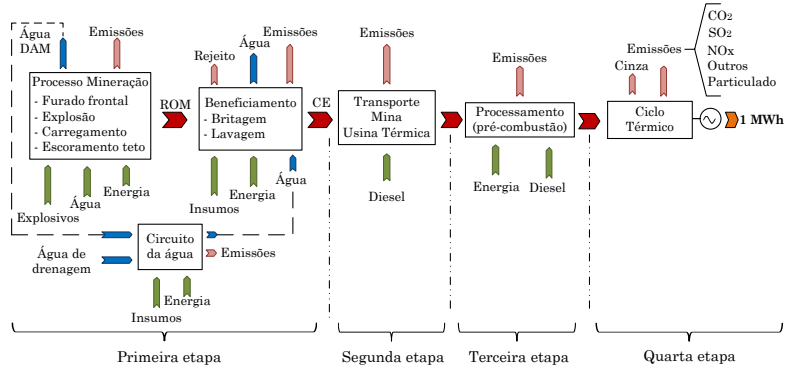 Água
DAM
Emissões
Processo Mineração
- Furado frontal
- Explosão
- Carregamento
- Escoramento teto
ROM
Explosivos
Água
Energia
Rejeito
Água
Emissões
Beneficiamento
- Britagem
- Lavagem
CE
Insumos
Energia
Água
Água de
drenagem
Circuito
da água
Emissões
Insumos
Energia
Emissões
Transporte
Mina
Usina Térmica
Diesel
Emissões
Processamento
(pré-combustão)
Energia
Diesel
Emissões
Cinza
CO2
SO2
NOx
Outros
Particulado
Ciclo
Térmico
1 MWh
Primeira etapa
Segunda etapa
Terceira etapa
Quarta etapa